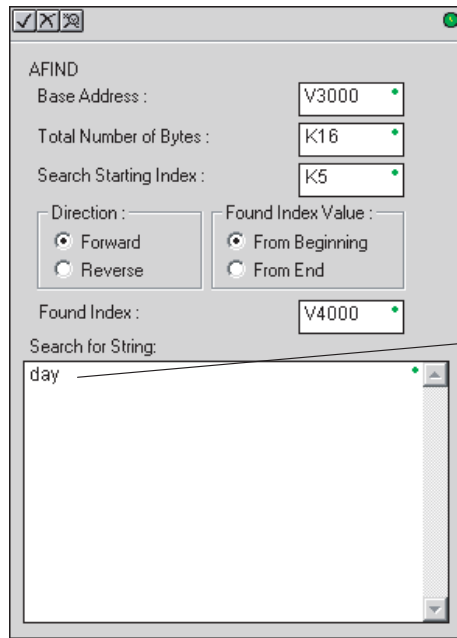 AFIND
Base Address : V3000
Total Number of Bytes : K16
Search Starting Index : K5
Direction : Found Index Value :
Forward From Beginning
Reverse From End
Found Index : V4000
Search for String:
day